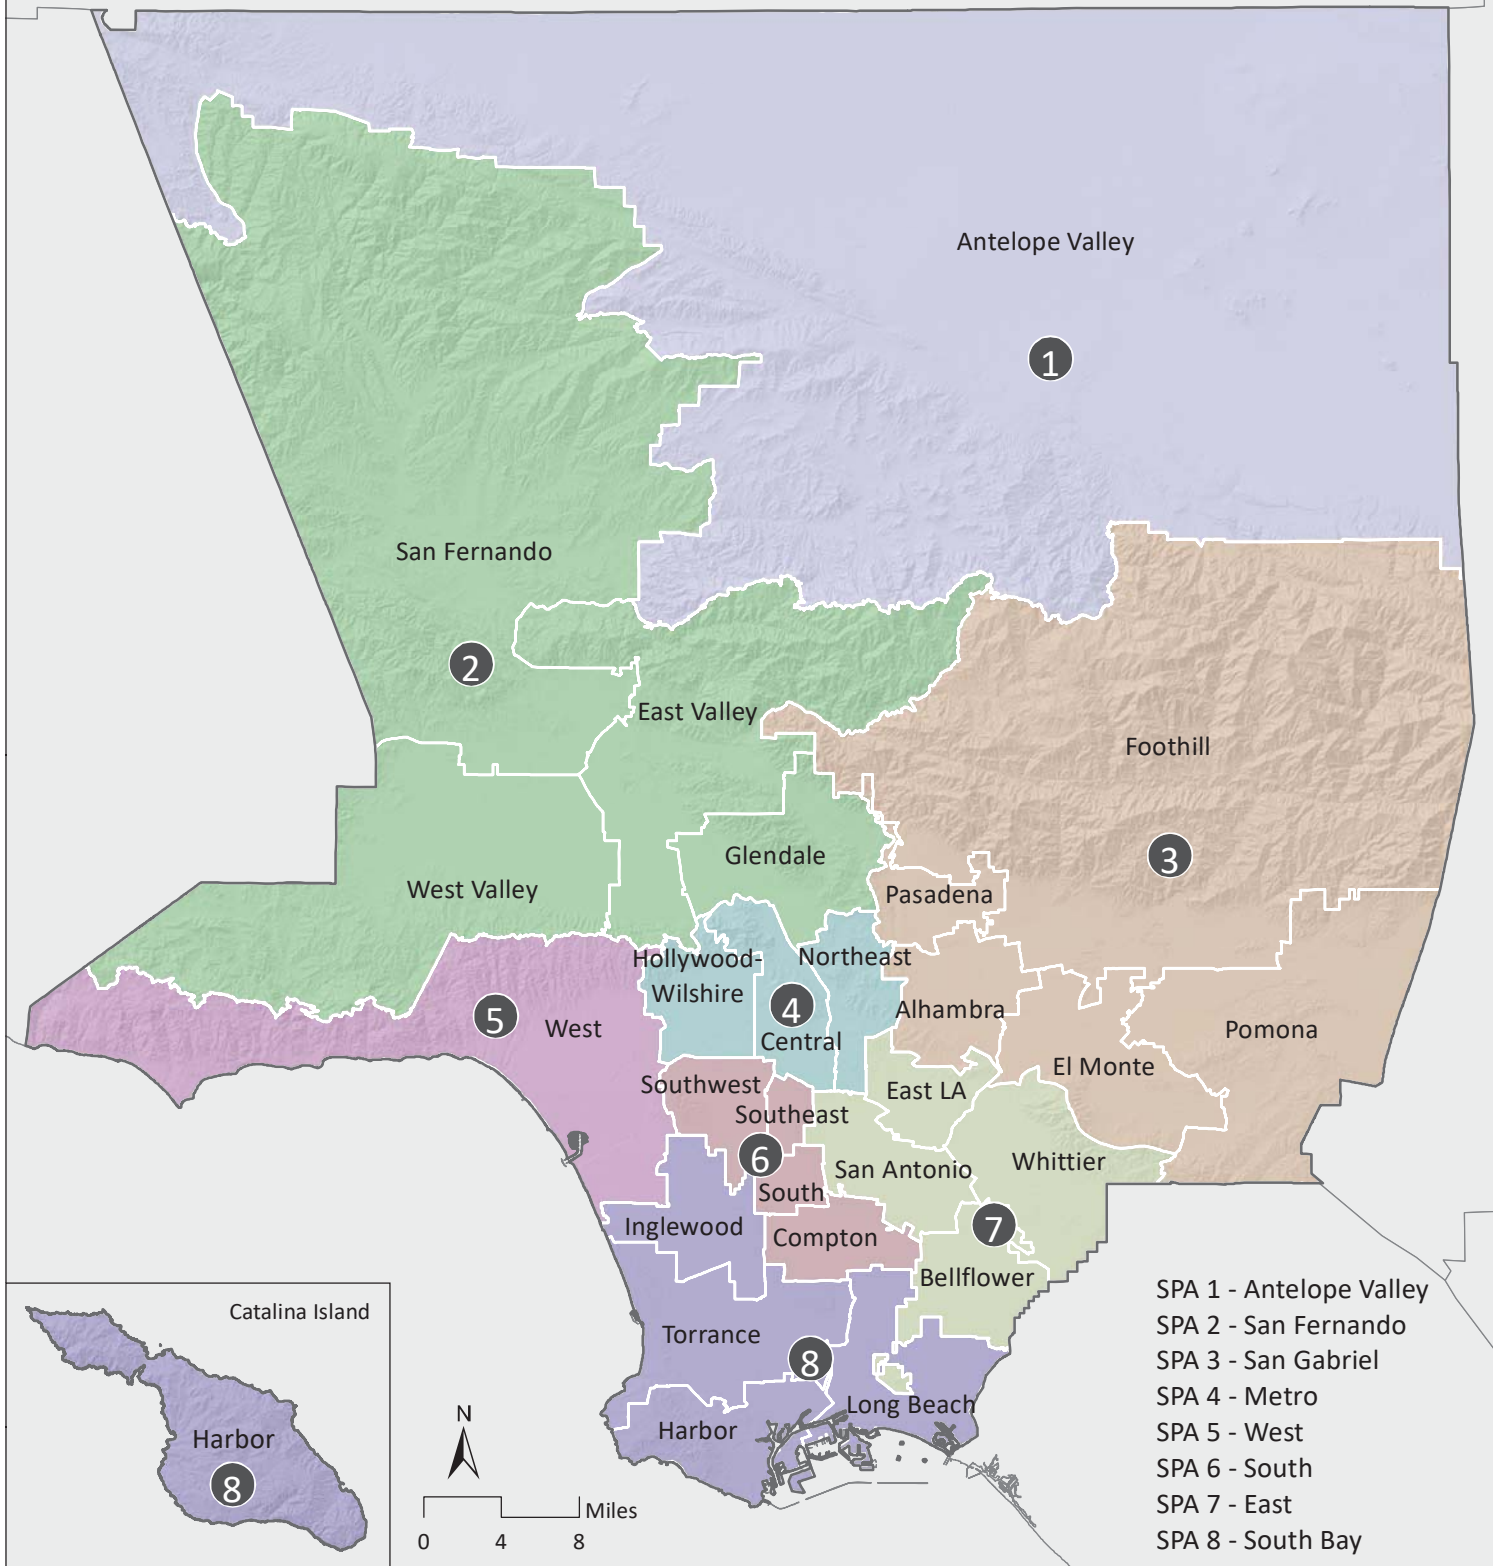 Antelope Valley
1
San Fernando
2
East Valley
Foothill
3
Glendale
West Valley
Pasadena
Hollywood-
Wilshire
Northeast
4
5
West
Central
Alhambra
Pomona
El Monte
Southwest
East LA
Southeast
6
San Antonio
Whittier
South
7
Inglewood
Compton
Bellflower
Torrance
8
Long Beach
Harbor
Catalina Island
Harbor
8
N
Miles
0 4 8
SPA 1 - Antelope Valley
SPA 2 - San Fernando
SPA 3 - San Gabriel
SPA 4 - Metro
SPA 5 - West
SPA 6 - South
SPA 7 - East
SPA 8 - South Bay